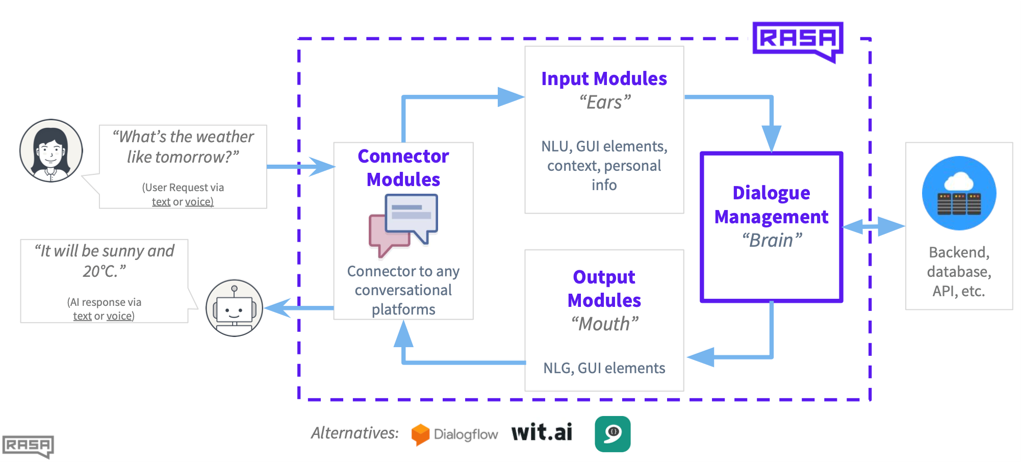 RASA
“What’s the weather
like tomorrow?”
(User Request via
text or voice)
“It will be sunny and
20°C.”
(AI response via
text or voice)
Connector
Modules
Connector to any
conversational
platforms
Input Modules
“Ears”
NLU, GUI elements,
context, personal
info
Dialogue
Management
“Brain”
Output
Modules
“Mouth”
NLG, GUI elements
Backend,
database,
API, etc.
Alternatives: Dialogflow wit.ai
RASA